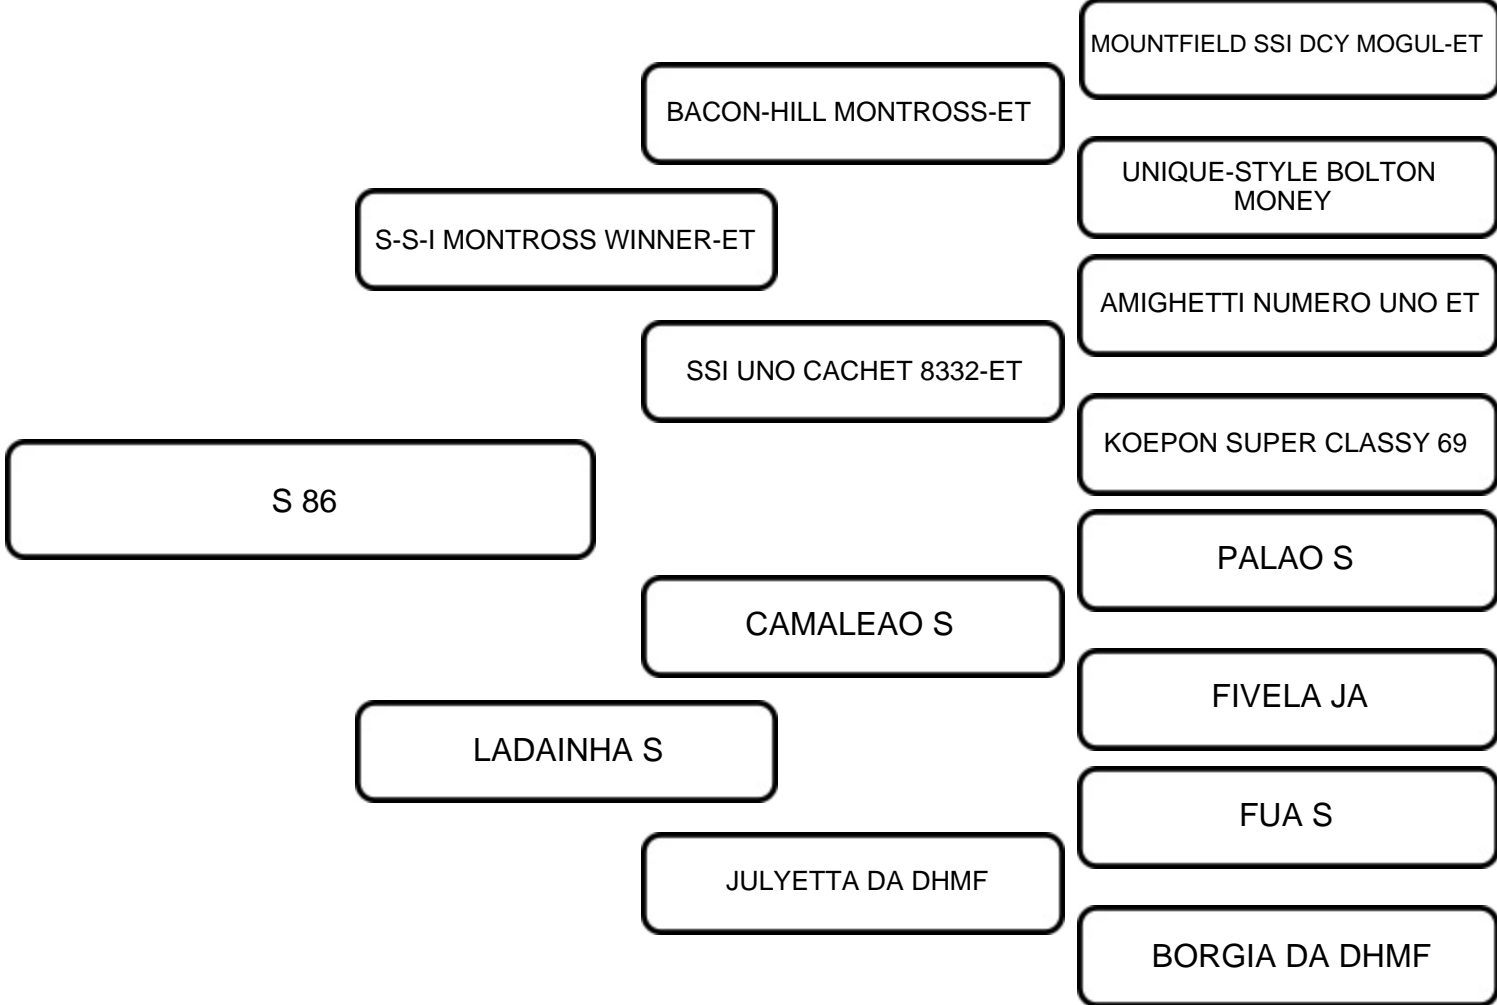 MOUNTFIELD SSI DCY MOGUL-ET
BACON-HILL MONTROSS-ET
UNIQUE-STYLE BOLTON
MONEY
S-S-I MONTROSS WINNER-ET
AMIGHETTI NUMERO UNO ET
SSI UNO CACHET 8332-ET
KOEPON SUPER CLASSY 69
S 86
PALAO S
CAMALEAO S
FIVELA JA
LADAINHA S
FUA S
JULYETTA DA DHMF
BORGIA DA DHMF